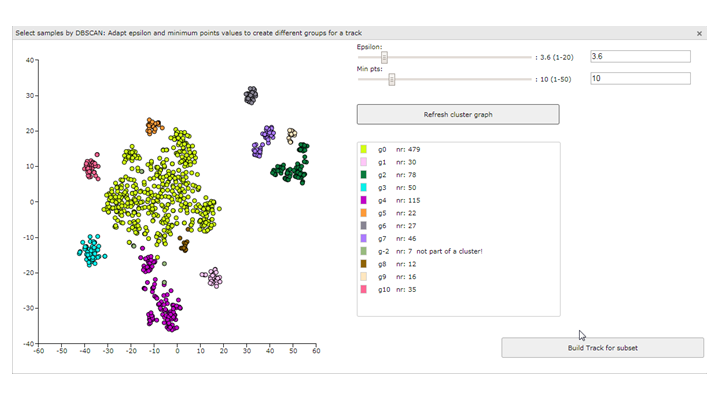 Select samples by DBSCAN: Adapt epsilon and minimum points values to create different groups for a track
Epsilon:
: 3.6 (1-20)
3.6
Min pts:
: 10 (1-50)
10
Refresh cluster graph
g0 nr: 479
g1 nr: 30
g2 nr: 78
g3 nr: 50
g4 nr: 115
g5 nr: 22
g6 nr: 27
g7 nr: 46
g-2 nr: 7 not part of a cluster!
g8 nr: 12
g9 nr: 16
g10 nr: 35
Build Track for subset
40
30
20
10
0
-10
-20
-30
-40
-60 -50 -40 -30 -20 -10 0 10 20 30 40 50 60